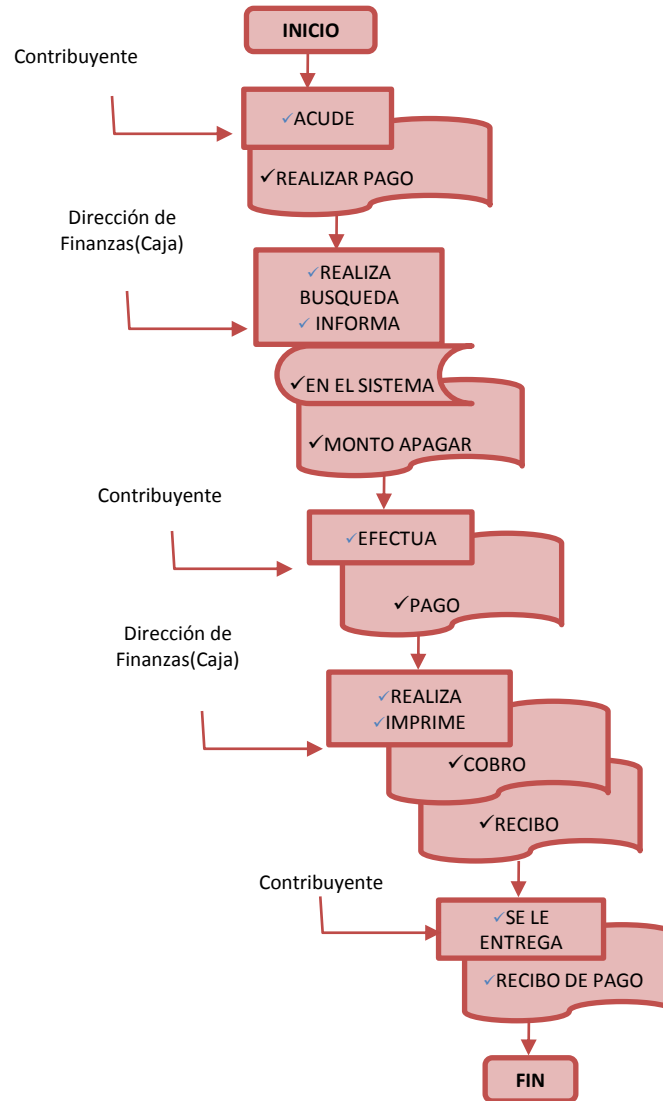 INICIO
Contribuyente
✓ACUDE
✓REALIZAR PAGO
Dirección de
Finanzas(Caja)
✓REALIZA
BUSQUEDA
✓INFORMA
✓EN EL SISTEMA
✓MONTO APAGAR
Contribuyente
✓EFECTUA
✓PAGO
Dirección de
Finanzas(Caja)
✓REALIZA
✓IMPRIME
✓COBRO
✓RECIBO
Contribuyente
✓SE LE
ENTREGA
✓RECIBO DE PAGO
FIN